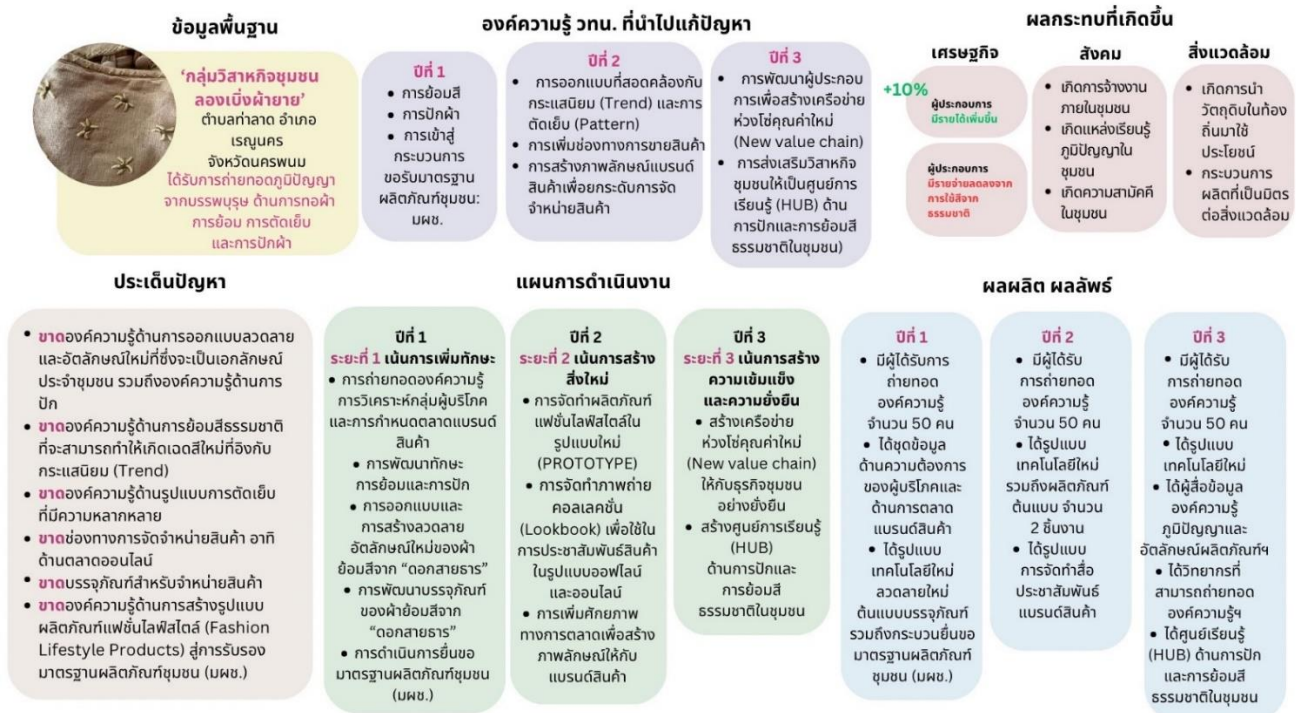 ข้อมูลพื้นฐาน
'กลุ่มวิสาหกิจชุมชน
ลองเบิ่งผ้ายาย'
ตำบลท่าลาด อำเภอ
เรณูนคร
จังหวัดนครพนม
ได้รับการถ่ายทอดภูมิปัญญา
จากบรรพบุรุษ ด้านการทอผ้า
การย้อม การตัดเย็บ
และการปักผ้า
องค์ความรู้ วทน. ที่นำไปแก้ปัญหา
ปีที่ 1
• การย้อมสี
• การปักผ้า
• การเข้าสู่
กระบวนการ
ขอรับมาตรฐาน
ผลิตภัณฑ์ชุมชน:
มผช.
ปีที่ 2
• การออกแบบที่สอดคล้องกับ
กระแสนิยม (Trend) และการ
ตัดเย็บ (Pattern)
• การเพิ่มช่องทางการขายสินค้า
• การสร้างภาพลักษณ์แบรนด์
สินค้าเพื่อยกระดับการจัด
จำหน่ายสินค้า
ปีที่ 3
• การพัฒนาผู้ประกอบ
การเพื่อสร้างเครือข่าย
ห่วงโซ่คุณค่าใหม่
(New value chain)
• การส่งเสริมวิสาหกิจ
ชุมชนให้เป็นศูนย์การ
เรียนรู้ (HUB) ด้าน
การปักและการย้อมสี
ธรรมชาติในชุมชน)
ผลกระทบที่เกิดขึ้น
เศรษฐกิจ
+10%
ผู้ประกอบการ
มีรายได้เพิ่มขึ้น
ผู้ประกอบการ
มีรายจ่ายลดลงจาก
การใช้สีจาก
ธรรมชาติ
สังคม
• เกิดการจ้างงาน
ภายในชุมชน
• เกิดแหล่งเรียนรู้
ภูมิปัญญาใน
ชุมชน
• เกิดความสามัคคี
ในชุมชน
สิ่งแวดล้อม
• เกิดการนำ
วัตถุดิบในท้อง
ถิ่นมาใช้
ประโยชน์
• กระบวนการ
ผลิตที่เป็นมิตร
ต่อสิ่งแวดล้อม
ประเด็นปัญหา
• ขาดองค์ความรู้ด้านการออกแบบลวดลาย
และอัตลักษณ์ใหม่ที่ซึ่งจะเป็นเอกลักษณ์
ประจำชุมชน รวมถึงองค์ความรู้ด้านการ
ปัก
• ขาดองค์ความรู้ด้านการย้อมสีธรรมชาติ
ที่จะสามารถทำให้เกิดเฉดสีใหม่ที่อิงกับ
กระแสนิยม (Trend)
• ขาดองค์ความรู้ด้านรูปแบบการตัดเย็บ
ที่มีความหลากหลาย
• ขาดช่องทางการจัดจำหน่ายสินค้า อาทิ
ด้านตลาดออนไลน์
• ขาดบรรจุภัณฑ์สำหรับจำหน่ายสินค้า
• ขาดองค์ความรู้ด้านการสร้างรูปแบบ
ผลิตภัณฑ์แฟชั่นไลฟ์สไตล์ (Fashion
Lifestyle Products) สู่การรับรอง
มาตรฐานผลิตภัณฑ์ชุมชน (มผช.)
แผนการดำเนินงาน
ปีที่ 1
ระยะที่ 1 เน้นการเพิ่มทักษะ
• การถ่ายทอดองค์ความรู้
การวิเคราะห์กลุ่มผู้บริโภค
และการกำหนดตลาดแบรนด์
สินค้า
• การพัฒนาทักษะ
การย้อมและการปัก
• การออกแบบและ
การสร้างลวดลาย
อัตลักษณ์ใหม่ของผ้า
ย้อมสีจาก "ดอกสายธาร"
• การพัฒนาบรรจุภัณฑ์
ของผ้าย้อมสีจาก
"ดอกสายธาร"
• การดำเนินการยื่นขอ
มาตรฐานผลิตภัณฑ์ชุมชน
(มผช.)
ปีที่ 2
ระยะที่ 2 เน้นการสร้าง
สิ่งใหม่
• การจัดทำผลิตภัณฑ์
แฟชั่นไลฟ์สไตล์ใน
รูปแบบใหม่
(PROTOTYPE)
• การจัดทำภาพถ่าย
คอลเลคชั่น
(Lookbook) เพื่อใช้ใน
การประชาสัมพันธ์สินค้า
ในรูปแบบออฟไลน์
และออนไลน์
• การเพิ่มศักยภาพ
ทางการตลาดเพื่อสร้าง
ภาพลักษณ์ให้กับ
แบรนด์สินค้า
ปีที่ 3
ระยะที่ 3 เน้นการสร้าง
ความเข้มแข็ง
และความยั่งยืน
• สร้างเครือข่าย
ห่วงโซ่คุณค่าใหม่
(New value chain)
ให้กับธุรกิจชุมชน
อย่างยั่งยืน
• สร้างศูนย์การเรียนรู้
(HUB)
ด้านการปักและ
การย้อมสี
ธรรมชาติในชุมชน
ผลผลิต ผลลัพธ์
ปีที่ 1
• มีผู้ได้รับการ
ถ่ายทอด
องค์ความรู้
จำนวน 50 คน
• ได้ชุดข้อมูล
ด้านความต้องการ
ของผู้บริโภคและ
ด้านการตลาด
แบรนด์สินค้า
• ได้รูปแบบ
เทคโนโลยีใหม่
ลวดลายใหม่
ต้นแบบบรรจุภัณฑ์
รวมถึงกระบวนยื่นขอ
มาตรฐานผลิตภัณฑ์
ชุมชน (มผช.)
ปีที่ 2
• มีผู้ได้รับ
การถ่ายทอด
องค์ความรู้
จำนวน 50 คน
• ได้รูปแบบ
เทคโนโลยีใหม่
รวมถึงผลิตภัณฑ์
ต้นแบบ จำนวน
2 ชิ้นงาน
• ได้รูปแบบ
การจัดทำสื่อ
ประชาสัมพันธ์
แบรนด์สินค้า
ปีที่ 3
• มีผู้ได้รับ
การถ่ายทอด
องค์ความรู้
จำนวน 50 คน
• ได้รูปแบบ
เทคโนโลยีใหม่
• ได้ผู้สื่อข้อมูล
องค์ความรู้
ภูมิปัญญาและ
อัตลักษณ์ผลิตภัณฑ์ฯ
• ได้วิทยากรที่
สามารถถ่ายทอด
องค์ความรู้ฯ
• ได้ศูนย์เรียนรู้
(HUB) ด้านการปัก
และการย้อมสี
ธรรมชาติในชุมชน